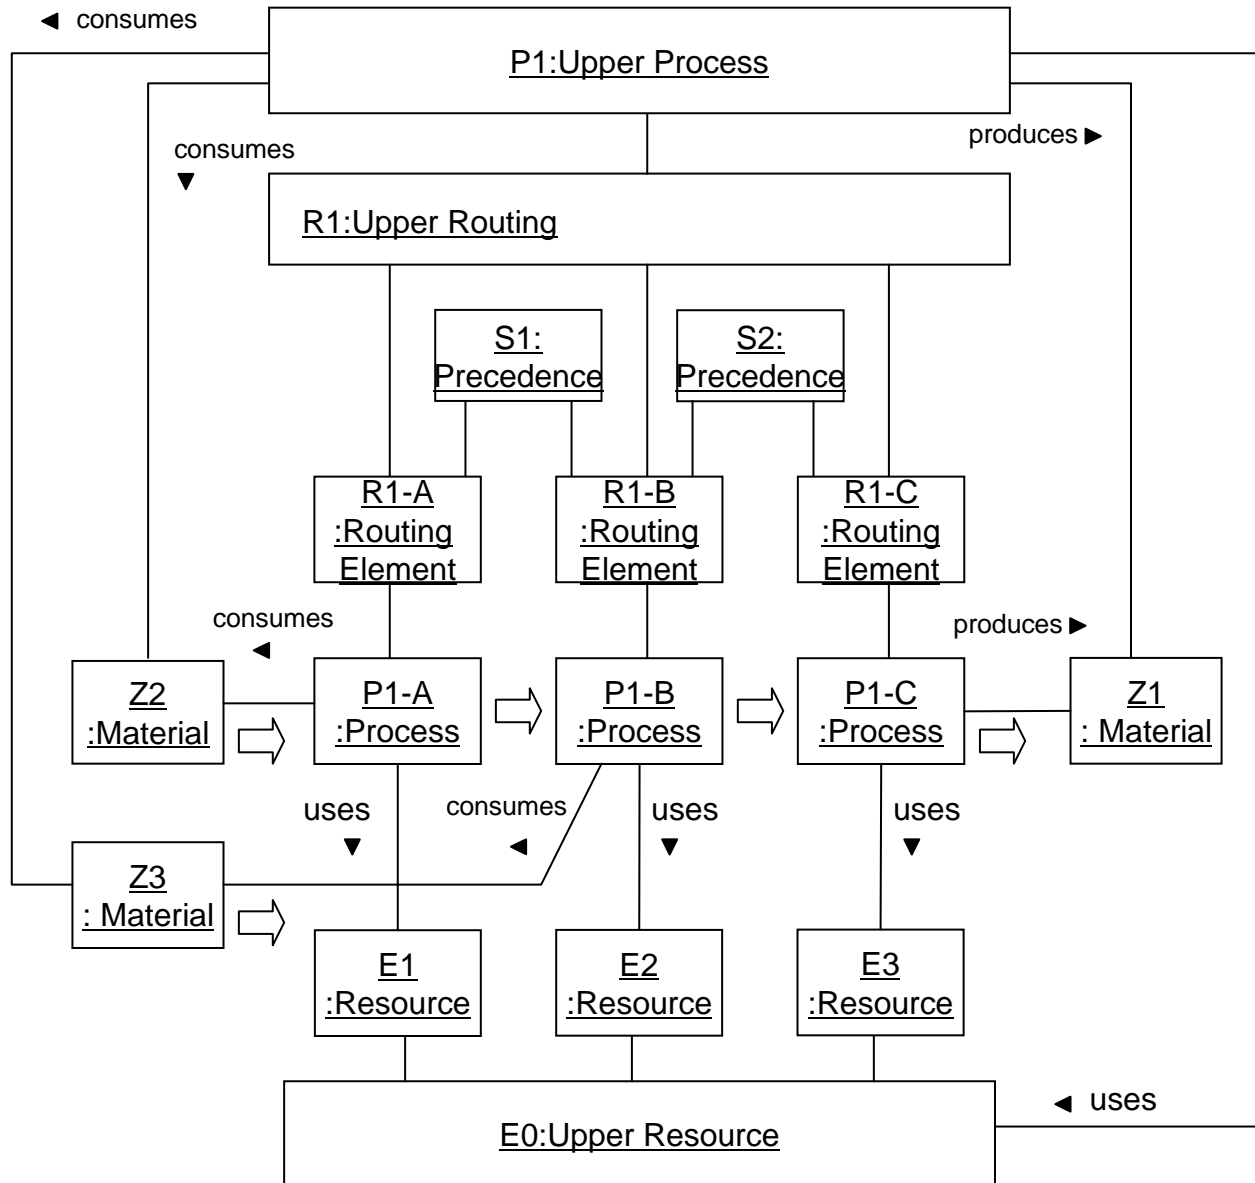 consumes
P1:Upper Process
consumes
produces
R1:Upper Routing
S1:
Precedence
S2:
Precedence
R1-A
:Routing
Element
R1-B
:Routing
Element
R1-C
:Routing
Element
consumes
produces
Z2
:Material
P1-A
:Process
P1-B
:Process
P1-C
:Process
Z1
: Material
uses
consumes
uses
uses
Z3
: Material
E1
:Resource
E2
:Resource
E3
:Resource
uses
E0:Upper Resource